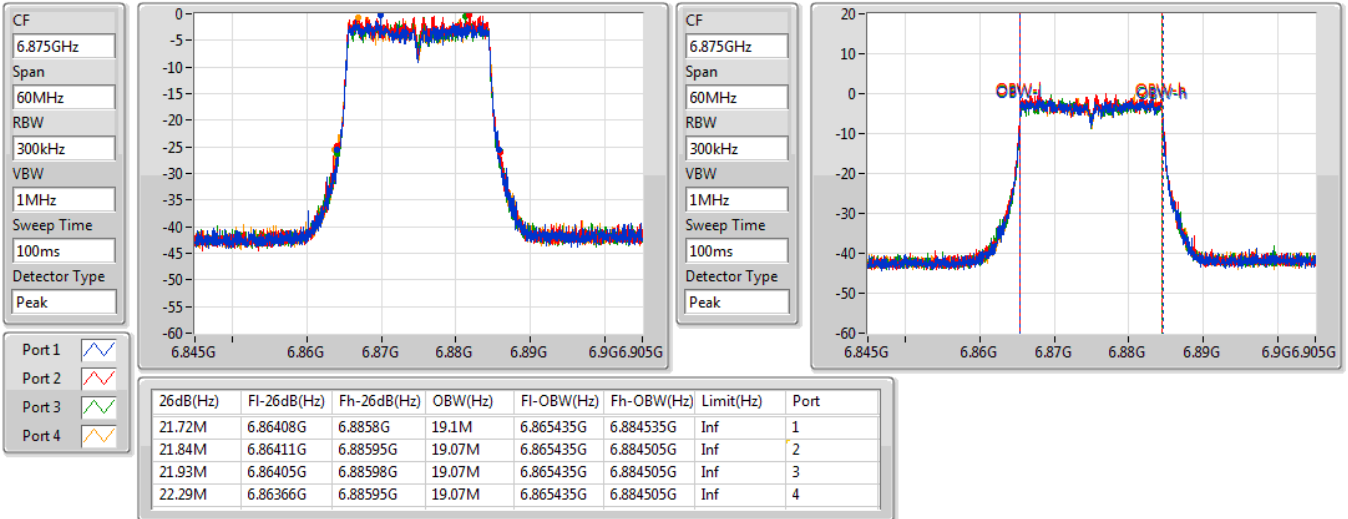 CF
6.875GHz
Span
60MHz
RBW
300kHz
VBW
1MHz
Sweep Time
100ms
Detector Type
Peak
0
-5
-10
-15
-20
-25
-30
-35
-40
-45
-50
-55
-60
6.845G 6.86G 6.87G 6.88G 6.89G 6.9G6.905G
CF
6.875GHz
Span
60MHz
RBW
300kHz
VBW
1MHz
Sweep Time
100ms
Detector Type
Peak
20
10
0
-10
-20
-30
-40
-50
-60
OBW-l OBW-h
6.845G 6.86G 6.87G 6.88G 6.89G 6.9G6.905G
Port 1
Port 2
Port 3
Port 4
26dB(Hz) Fl-26dB(Hz) Fh-26dB(Hz) OBW(Hz) Fl-OBW(Hz) Fh-OBW(Hz) Limit(Hz) Port
21.72M 6.86408G 6.8858G 19.1M 6.865435G 6.884535G Inf 1
21.84M 6.86411G 6.88595G 19.07M 6.865435G 6.884505G Inf 2
21.93M 6.86405G 6.88598G 19.07M 6.865435G 6.884505G Inf 3
22.29M 6.86366G 6.88595G 19.07M 6.865435G 6.884505G Inf 4